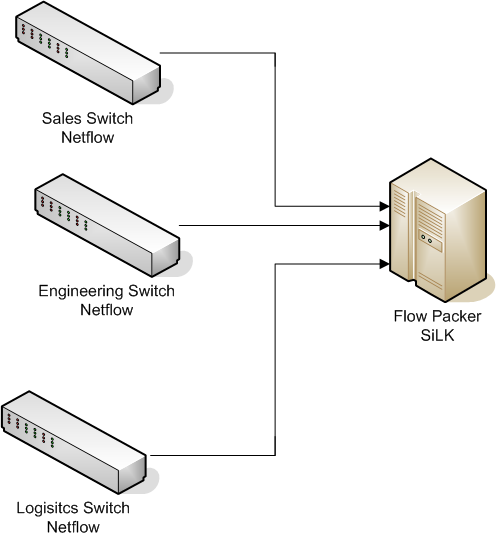 Sales Switch
Netflow
Engineering Switch
Netflow
Flow Packer
SiLK
Logisitcs Switch
Netflow